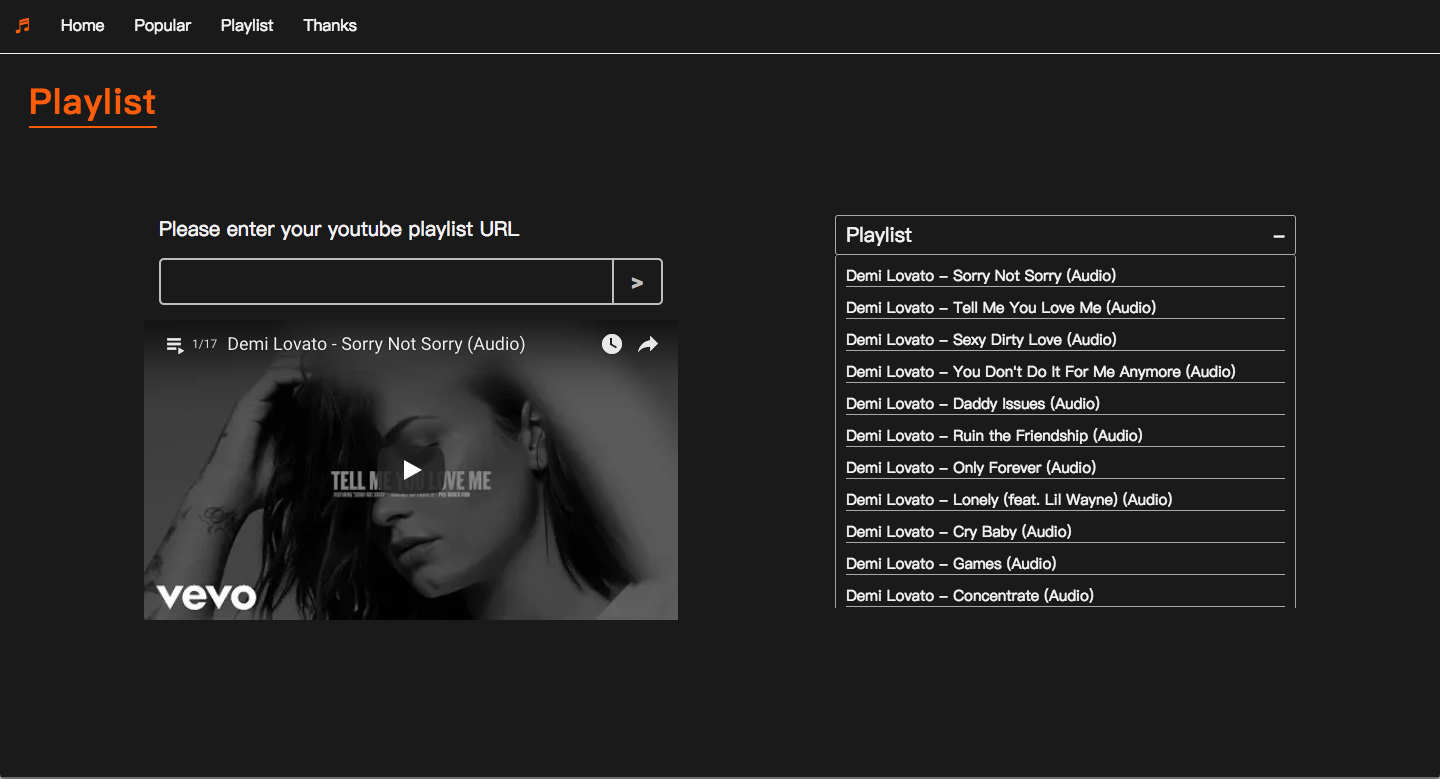 Home Popular Playlist Thanks
Playlist
Please enter your youtube playlist URL
>
1/17 Demi Lovato - Sorry Not Sorry (Audio)
TELL ME YOU LOVE ME
vevo
Playlist –
Demi Lovato – Sorry Not Sorry (Audio)
Demi Lovato – Tell Me You Love Me (Audio)
Demi Lovato – Sexy Dirty Love (Audio)
Demi Lovato – You Don't Do It For Me Anymore (Audio)
Demi Lovato – Daddy Issues (Audio)
Demi Lovato – Ruin the Friendship (Audio)
Demi Lovato – Only Forever (Audio)
Demi Lovato – Lonely (feat. Lil Wayne) (Audio)
Demi Lovato – Cry Baby (Audio)
Demi Lovato – Games (Audio)
Demi Lovato – Concentrate (Audio)